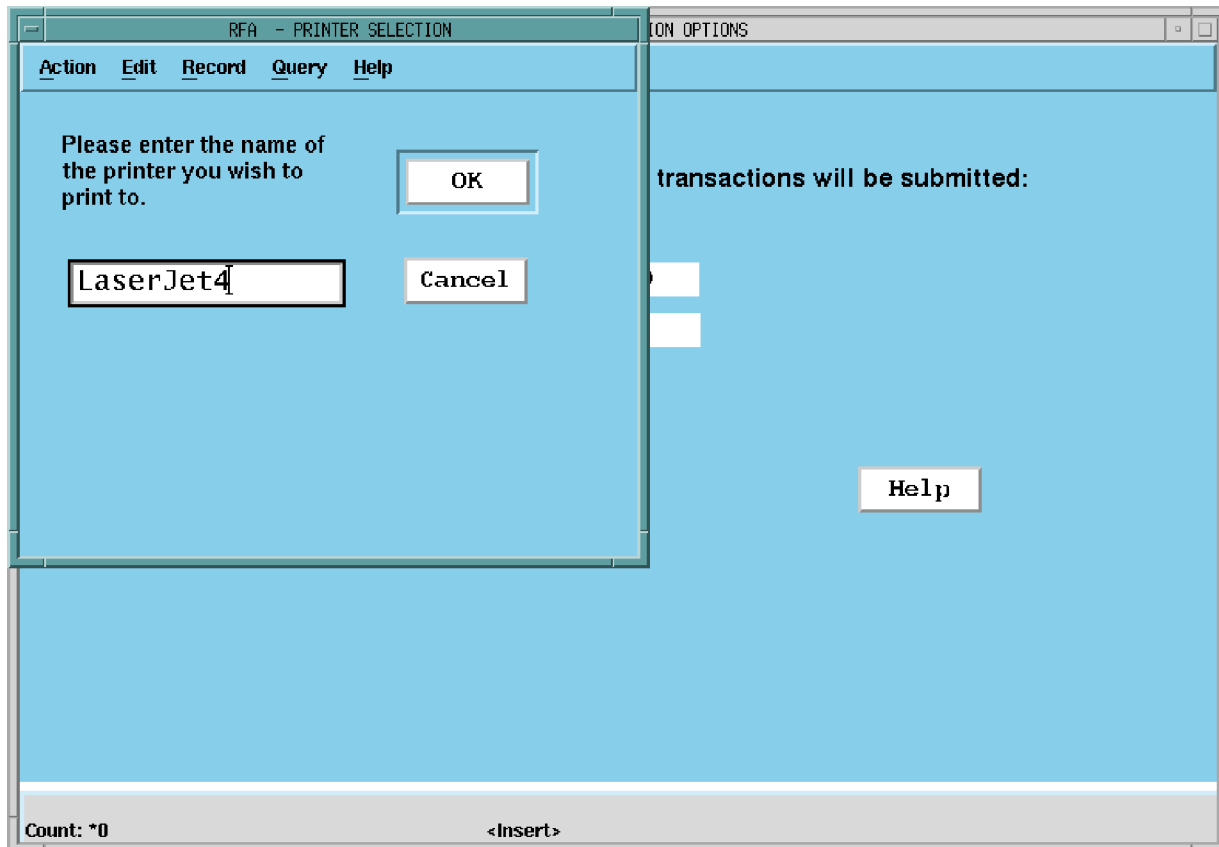 RFA - PRINTER SELECTION
ION OPTIONS
Action Edit Record Query Help
Please enter the name of
the printer you wish to
print to.
OK
transactions will be submitted:
LaserJet4
Cancel
Help
Count: *0
<Insert>